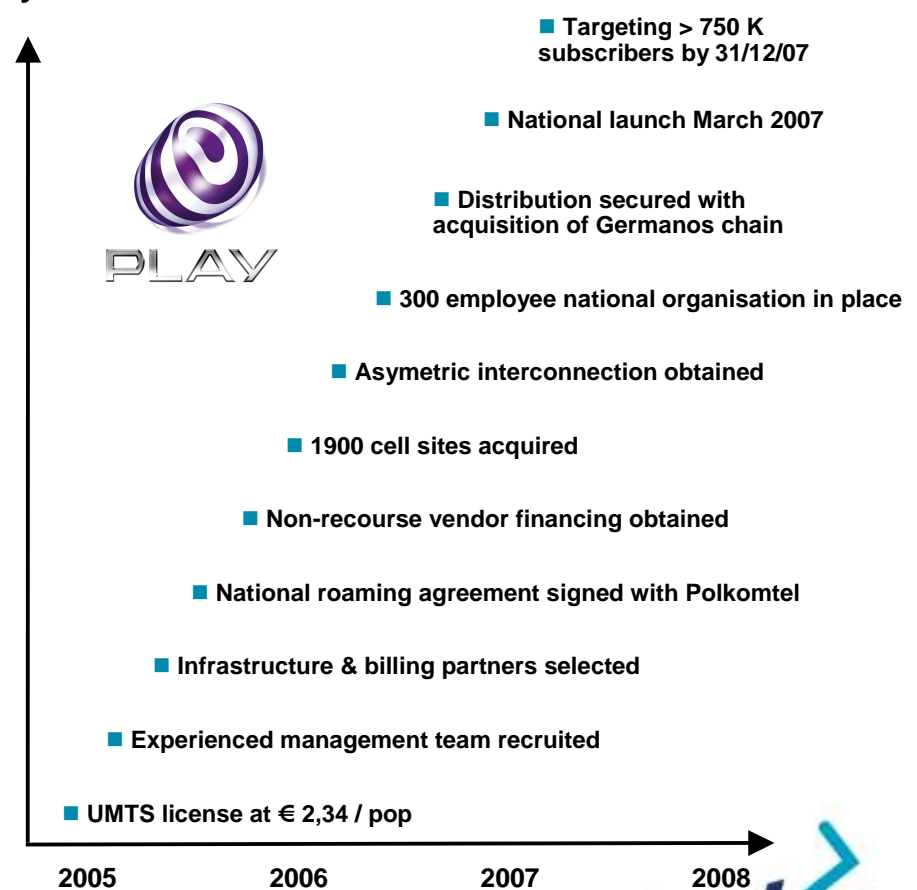 Targeting > 750 K
subscribers by 31/12/07
National launch March 2007
Distribution secured with
acquisition of Germanos chain
PLAY
300 employee national organisation in place
Asymetric interconnection obtained
1900 cell sites acquired
Non-recourse vendor financing obtained
National roaming agreement signed with Polkomtel
Infrastructure & billing partners selected
Experienced management team recruited
UMTS license at € 2,34 / pop
2005 2006 2007 2008